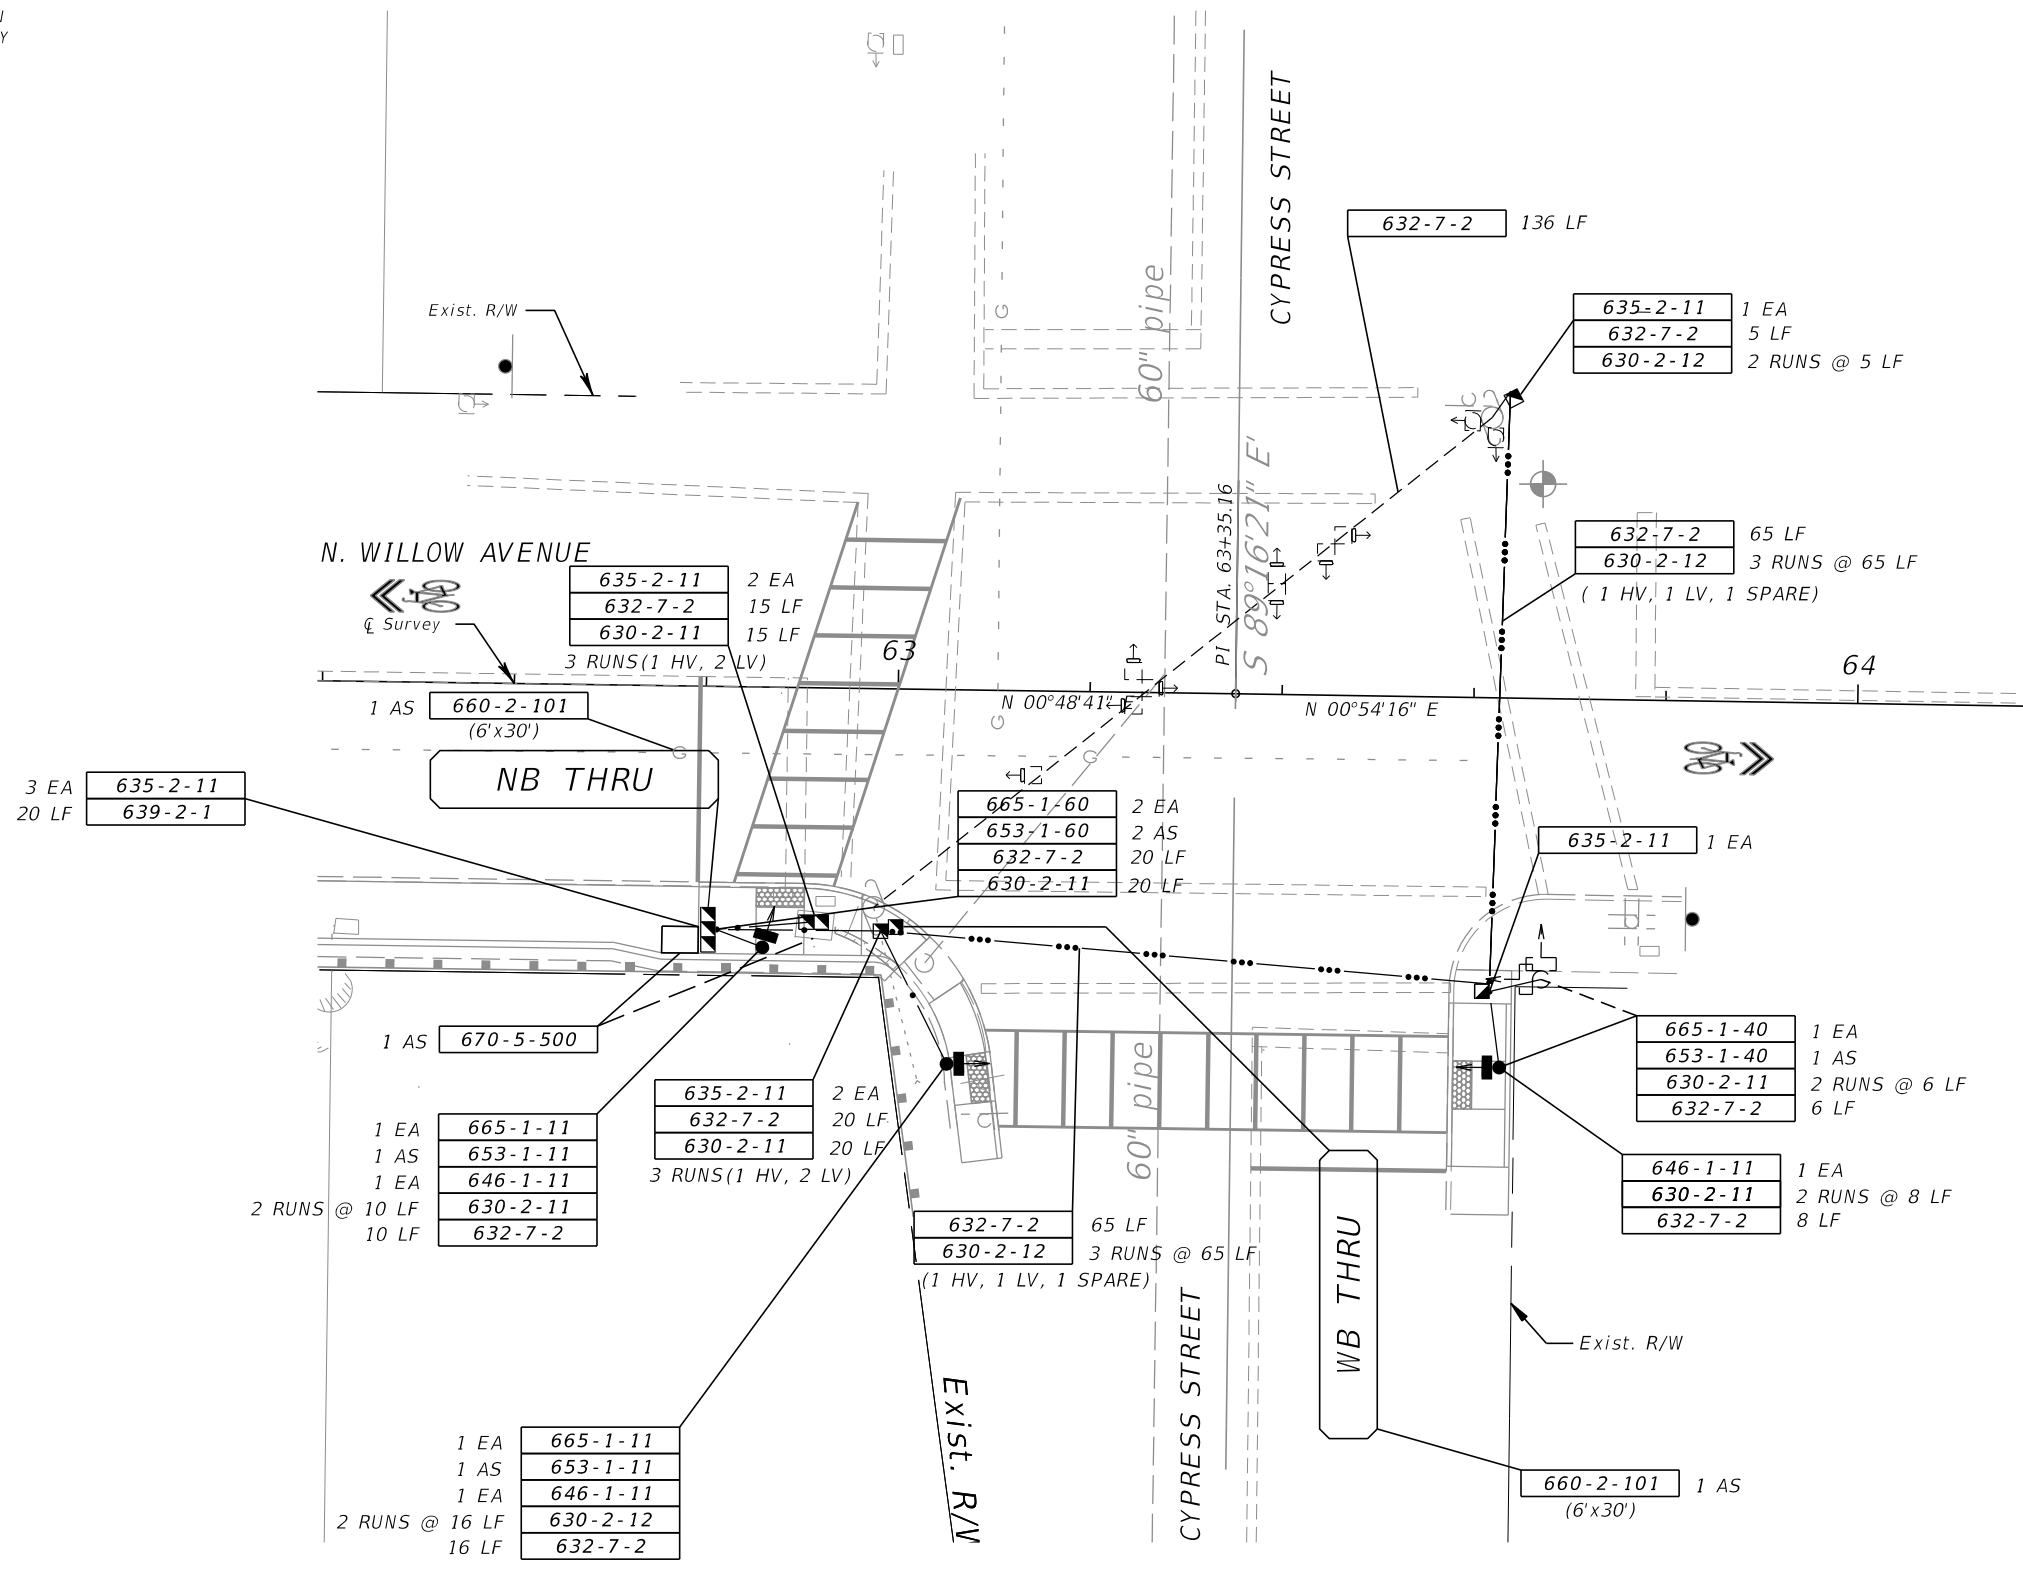 Y
CYPRESS STREET
632-7-2 136 LF
60" pipe
Exist. R/W
635-2-11 1 EA
632-7-2 5 LF
630-2-12 2 RUNS @ 5 LF
G
S 89°16'21" E
PI STA. 63+35.16
N. WILLOW AVENUE
632-7-2 65 LF
630-2-12 3 RUNS @ 65 LF
( 1 HV, 1 LV, 1 SPARE)
635-2-11 2 EA
632-7-2 15 LF
630-2-11 15 LF
3 RUNS(1 HV, 2 LV)
℄ Survey
63
64
N 00°48'41" E
N 00°54'16" E
1 AS 660-2-101
(6'x30')
G
G
G
NB THRU
3 EA 635-2-11
20 LF 639-2-1
665-1-60 2 EA
653-1-60 2 AS
632-7-2 20 LF
630-2-11 20 LF
635-2-11 1 EA
1 AS 670-5-500
665-1-40 1 EA
653-1-40 1 AS
630-2-11 2 RUNS @ 6 LF
632-7-2 6 LF
635-2-11 2 EA
632-7-2 20 LF
630-2-11 20 LF
3 RUNS(1 HV, 2 LV)
1 EA 665-1-11
1 AS 653-1-11
1 EA 646-1-11
2 RUNS @ 10 LF 630-2-11
10 LF 632-7-2
60" pipe
646-1-11 1 EA
630-2-11 2 RUNS @ 8 LF
632-7-2 8 LF
632-7-2 65 LF
630-2-12 3 RUNS @ 65 LF
(1 HV, 1 LV, 1 SPARE)
WB THRU
CYPRESS STREET
Exist. R/W
Exist. R/W
1 EA 665-1-11
1 AS 653-1-11
1 EA 646-1-11
2 RUNS @ 16 LF 630-2-12
16 LF 632-7-2
660-2-101 1 AS
(6'x30')